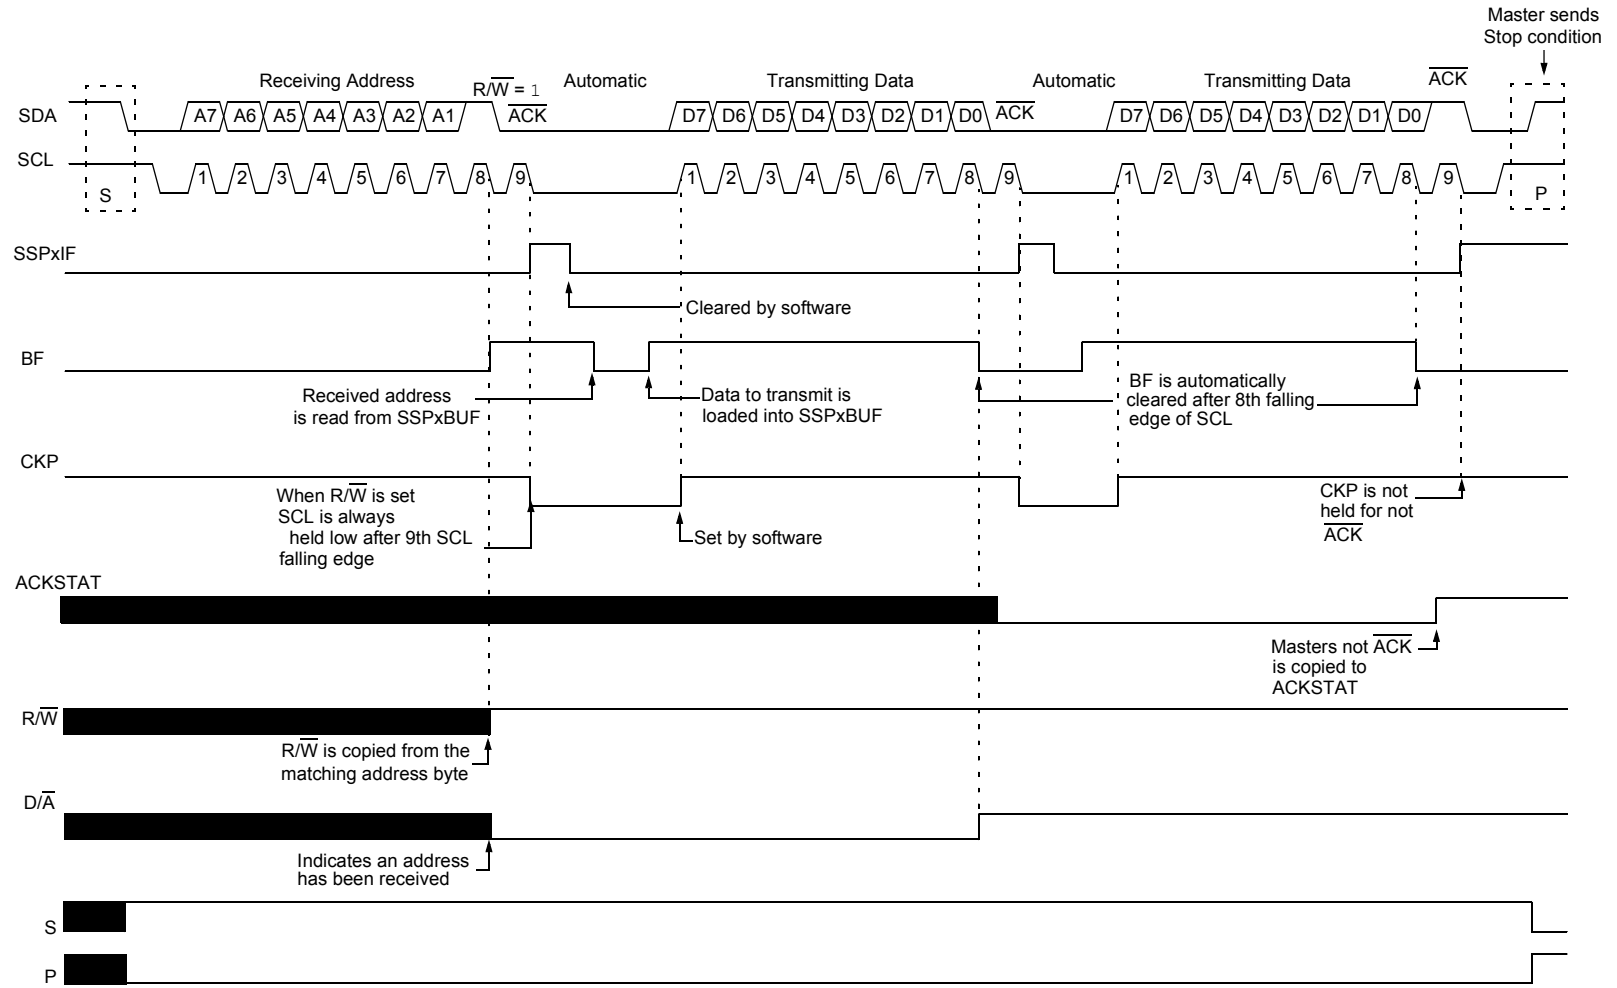 Master sends
Stop condition
Receiving Address
R/W̅ = 1
Automatic
Transmitting Data
Automatic
Transmitting Data
A̅C̅K̅
SDA
A7 A6 A5 A4 A3 A2 A1
A̅C̅K̅
D7 D6 D5 D4 D3 D2 D1 D0
A̅C̅K̅
D7 D6 D5 D4 D3 D2 D1 D0
SCL
1 2 3 4 5 6 7 8 9
1 2 3 4 5 6 7 8 9
1 2 3 4 5 6 7 8 9
S
P
SSPxIF
Cleared by software
BF
Received address
is read from SSPxBUF
Data to transmit is
loaded into SSPxBUF
BF is automatically
cleared after 8th falling
edge of SCL
CKP
When R/W̅ is set
SCL is always
held low after 9th SCL
falling edge
Set by software
CKP is not
held for not
A̅C̅K̅
ACKSTAT
Masters not A̅C̅K̅
is copied to
ACKSTAT
R/W̅
R/W̅ is copied from the
matching address byte
D/A̅
Indicates an address
has been received
S
P